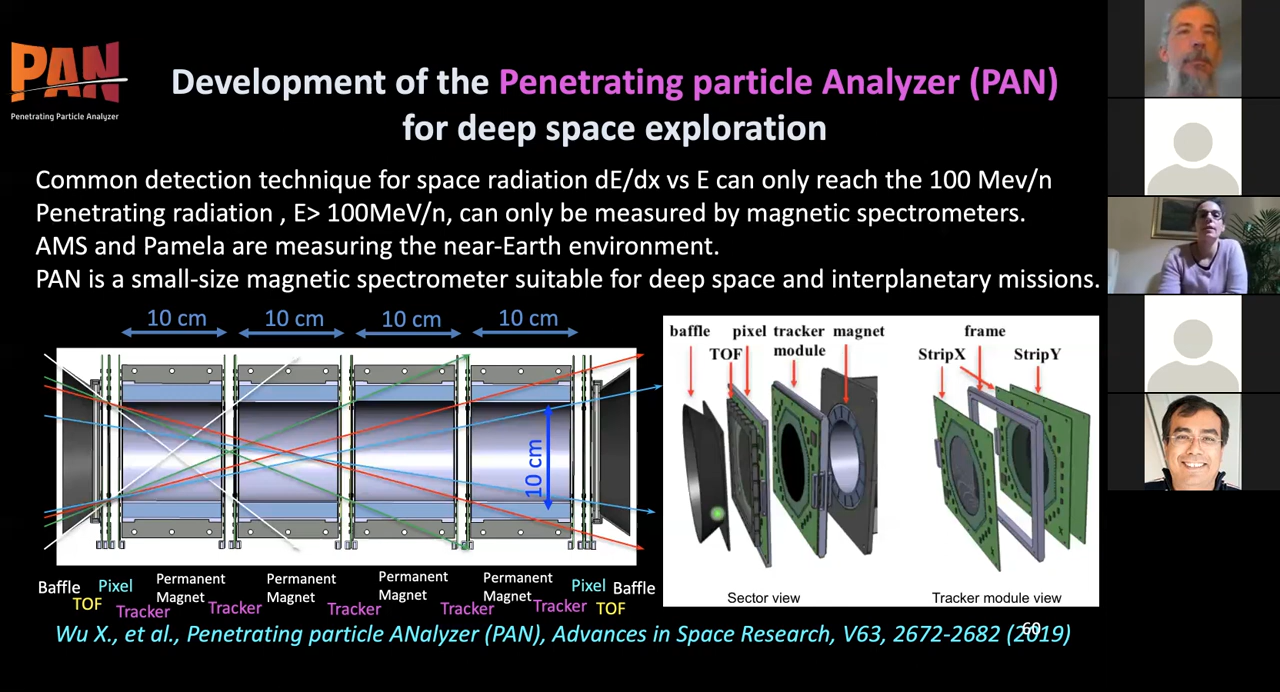 PAN
Penetrating Particle Analyzer
Development of the Penetrating particle Analyzer (PAN)
for deep space exploration
Common detection technique for space radiation dE/dx vs E can only reach the 100 Mev/n
Penetrating radiation , E> 100MeV/n, can only be measured by magnetic spectrometers.
AMS and Pamela are measuring the near-Earth environment.
PAN is a small-size magnetic spectrometer suitable for deep space and interplanetary missions.
10 cm 10 cm 10 cm 10 cm
10 cm
Baffle TOF Pixel Tracker Permanent Magnet Tracker Permanent Magnet Tracker Permanent Magnet Tracker Permanent Magnet Tracker Pixel TOF Baffle
baffle TOF pixel tracker module magnet
Sector view
StripX frame StripY
Tracker module view
Wu X., et al., Penetrating particle ANalyzer (PAN), Advances in Space Research, V63, 2672-2682 (2019)
60